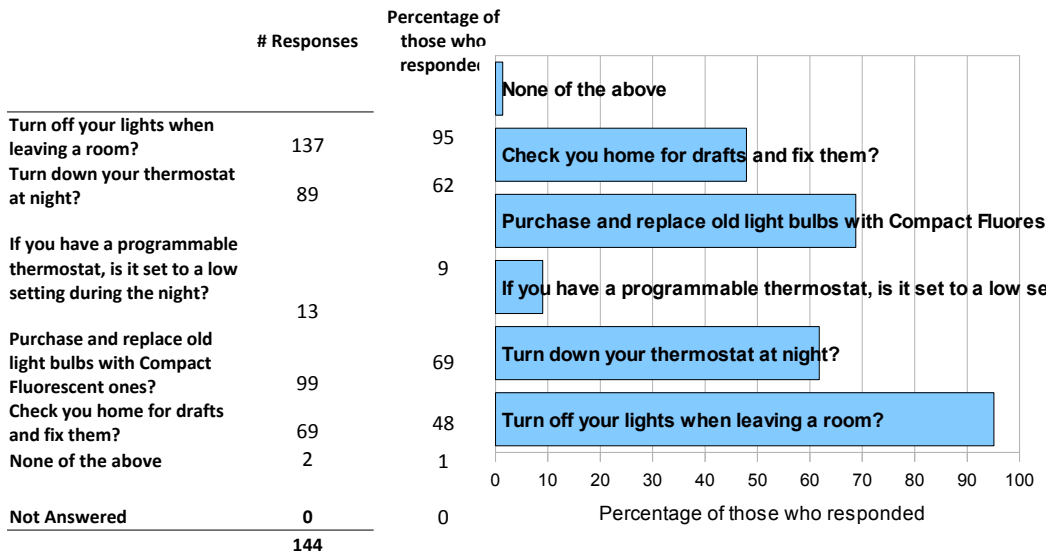 Percentage of
those who
responded
# Responses
Turn off your lights when
leaving a room?
137
95
Turn down your thermostat
at night?
89
62
If you have a programmable
thermostat, is it set to a low
setting during the night?
13
9
Purchase and replace old
light bulbs with Compact
Fluorescent ones?
99
69
Check you home for drafts
and fix them?
69
48
None of the above
2
1
Not Answered
0
0
144
None of the above
Check you home for drafts and fix them?
Purchase and replace old light bulbs with Compact Fluores
If you have a programmable thermostat, is it set to a low se
Turn down your thermostat at night?
Turn off your lights when leaving a room?
0 10 20 30 40 50 60 70 80 90 100
Percentage of those who responded